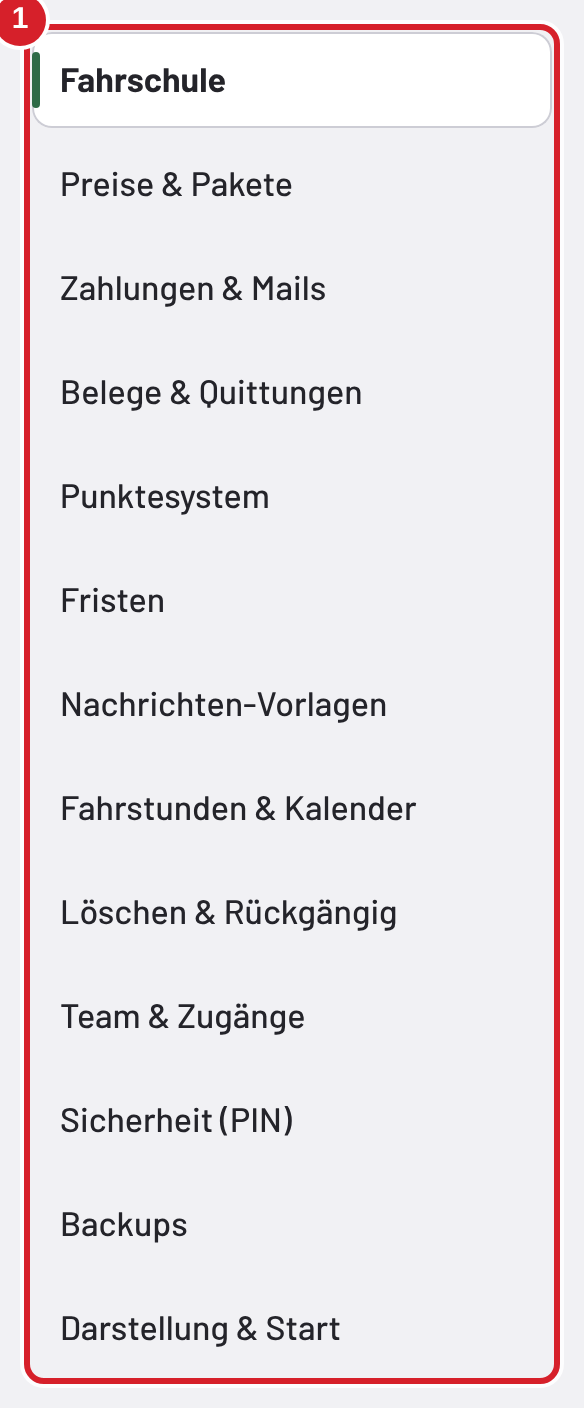 1
Fahrschule
Preise & Pakete
Zahlungen & Mails
Belege & Quittungen
Punktesystem
Fristen
Nachrichten-Vorlagen
Fahrstunden & Kalender
Löschen & Rückgängig
Team & Zugänge
Sicherheit (PIN)
Backups
Darstellung & Start